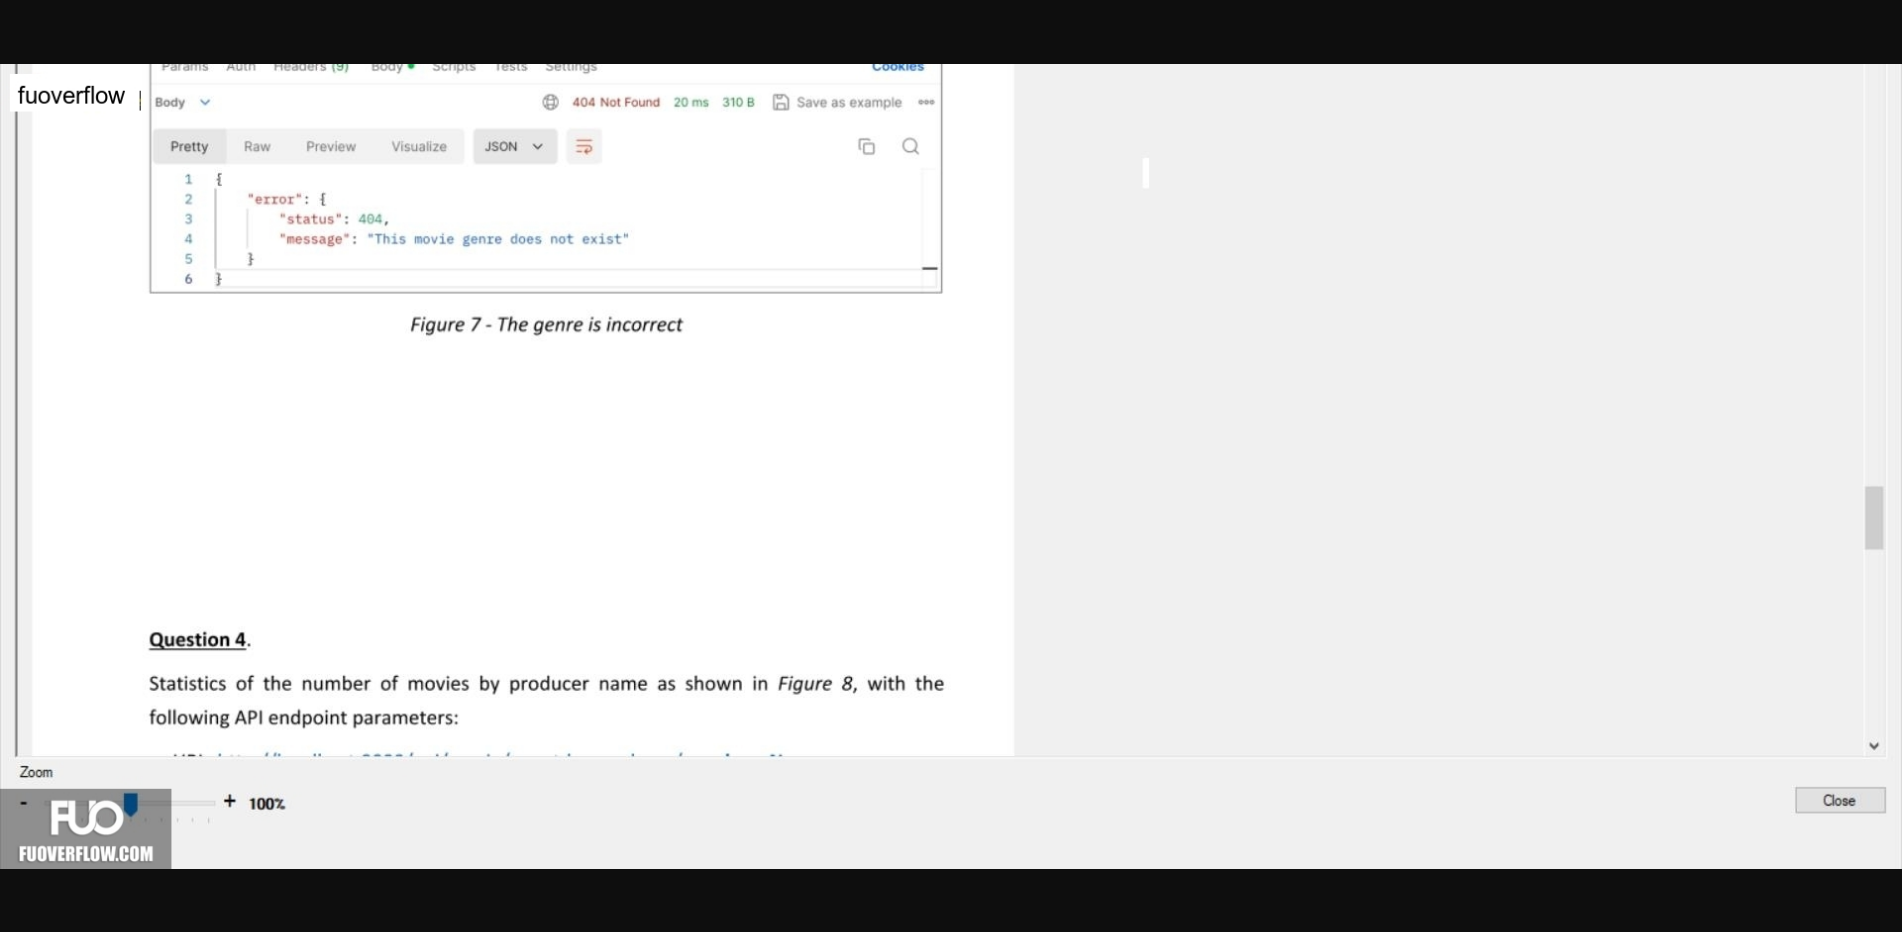 Params Auth Headers (9) Body Scripts Tests Settings Cookies
fuoverflow
Body 404 Not Found 20 ms 310 B Save as example
Pretty Raw Preview Visualize JSON
1 {
2 "error": {
3 "status": 404,
4 "message": "This movie genre does not exist"
5 }
6 }
Figure 7 - The genre is incorrect
Question 4.
Statistics of the number of movies by producer name as shown in Figure 8, with the
following API endpoint parameters:
Zoom
- + 100%
Close
FUO
FUOVERFLOW.COM